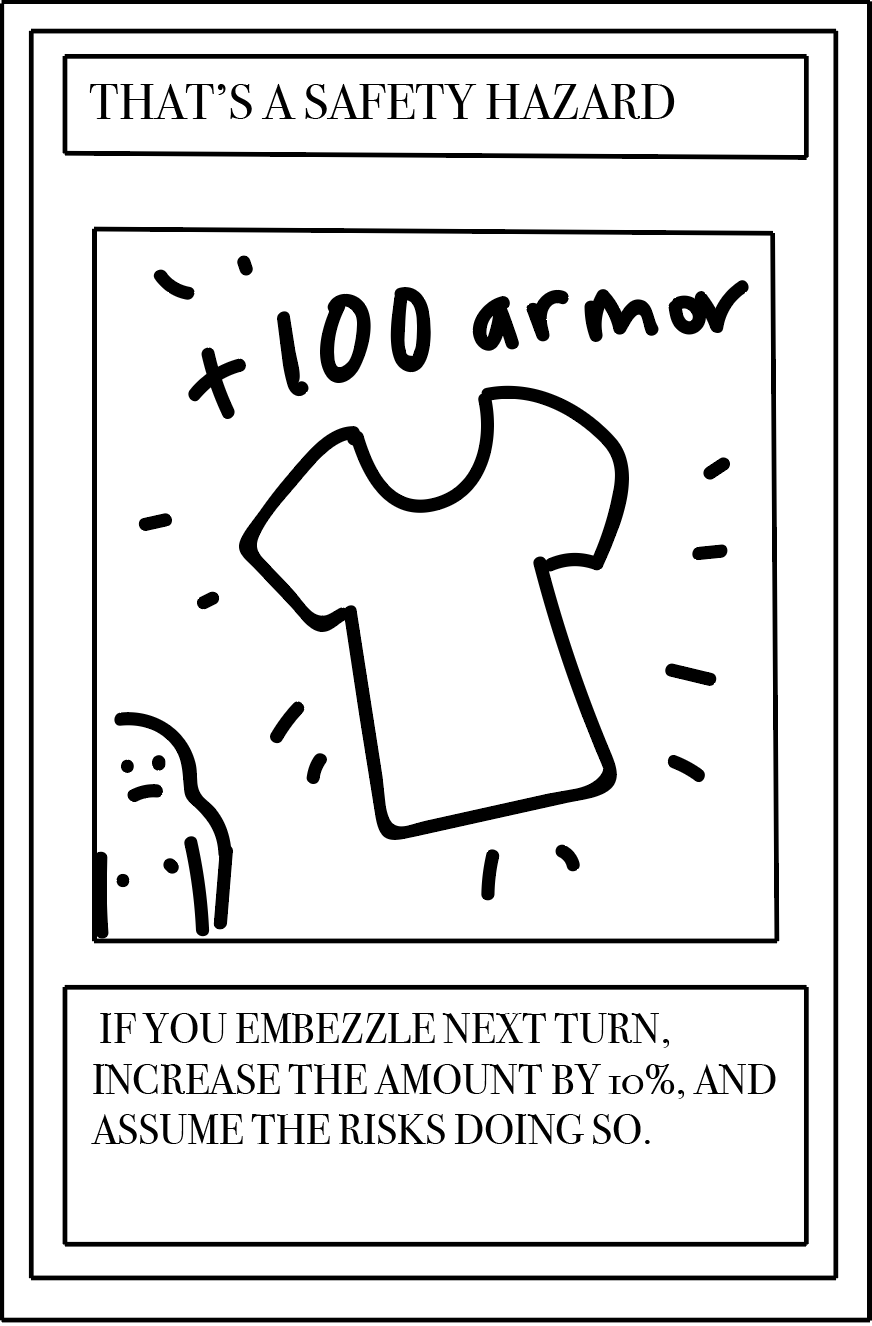 THAT'S A SAFETY HAZARD
+100 armor
IF YOU EMBEZZLE NEXT TURN,
INCREASE THE AMOUNT BY 10%, AND
ASSUME THE RISKS DOING SO.